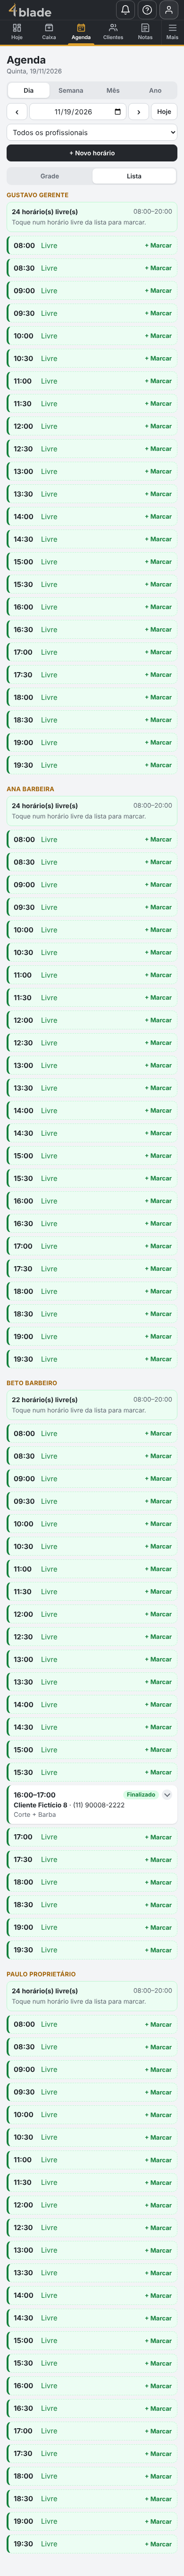 4blade
Hoje Caixa Agenda Clientes Notas Mais
Agenda
Quinta, 19/11/2026
Dia Semana Mês Ano
‹ 11/19/2026 › Hoje
Todos os profissionais
+ Novo horário
Grade Lista
GUSTAVO GERENTE
24 horário(s) livre(s) 08:00–20:00
Toque num horário livre da lista para marcar.
08:00 Livre + Marcar
08:30 Livre + Marcar
09:00 Livre + Marcar
09:30 Livre + Marcar
10:00 Livre + Marcar
10:30 Livre + Marcar
11:00 Livre + Marcar
11:30 Livre + Marcar
12:00 Livre + Marcar
12:30 Livre + Marcar
13:00 Livre + Marcar
13:30 Livre + Marcar
14:00 Livre + Marcar
14:30 Livre + Marcar
15:00 Livre + Marcar
15:30 Livre + Marcar
16:00 Livre + Marcar
16:30 Livre + Marcar
17:00 Livre + Marcar
17:30 Livre + Marcar
18:00 Livre + Marcar
18:30 Livre + Marcar
19:00 Livre + Marcar
19:30 Livre + Marcar
ANA BARBEIRA
24 horário(s) livre(s) 08:00–20:00
Toque num horário livre da lista para marcar.
08:00 Livre + Marcar
08:30 Livre + Marcar
09:00 Livre + Marcar
09:30 Livre + Marcar
10:00 Livre + Marcar
10:30 Livre + Marcar
11:00 Livre + Marcar
11:30 Livre + Marcar
12:00 Livre + Marcar
12:30 Livre + Marcar
13:00 Livre + Marcar
13:30 Livre + Marcar
14:00 Livre + Marcar
14:30 Livre + Marcar
15:00 Livre + Marcar
15:30 Livre + Marcar
16:00 Livre + Marcar
16:30 Livre + Marcar
17:00 Livre + Marcar
17:30 Livre + Marcar
18:00 Livre + Marcar
18:30 Livre + Marcar
19:00 Livre + Marcar
19:30 Livre + Marcar
BETO BARBEIRO
22 horário(s) livre(s) 08:00–20:00
Toque num horário livre da lista para marcar.
08:00 Livre + Marcar
08:30 Livre + Marcar
09:00 Livre + Marcar
09:30 Livre + Marcar
10:00 Livre + Marcar
10:30 Livre + Marcar
11:00 Livre + Marcar
11:30 Livre + Marcar
12:00 Livre + Marcar
12:30 Livre + Marcar
13:00 Livre + Marcar
13:30 Livre + Marcar
14:00 Livre + Marcar
14:30 Livre + Marcar
15:00 Livre + Marcar
15:30 Livre + Marcar
16:00–17:00 Finalizado
Cliente Fictício 8 · (11) 90008-2222
Corte + Barba
17:00 Livre + Marcar
17:30 Livre + Marcar
18:00 Livre + Marcar
18:30 Livre + Marcar
19:00 Livre + Marcar
19:30 Livre + Marcar
PAULO PROPRIETÁRIO
24 horário(s) livre(s) 08:00–20:00
Toque num horário livre da lista para marcar.
08:00 Livre + Marcar
08:30 Livre + Marcar
09:00 Livre + Marcar
09:30 Livre + Marcar
10:00 Livre + Marcar
10:30 Livre + Marcar
11:00 Livre + Marcar
11:30 Livre + Marcar
12:00 Livre + Marcar
12:30 Livre + Marcar
13:00 Livre + Marcar
13:30 Livre + Marcar
14:00 Livre + Marcar
14:30 Livre + Marcar
15:00 Livre + Marcar
15:30 Livre + Marcar
16:00 Livre + Marcar
16:30 Livre + Marcar
17:00 Livre + Marcar
17:30 Livre + Marcar
18:00 Livre + Marcar
18:30 Livre + Marcar
19:00 Livre + Marcar
19:30 Livre + Marcar